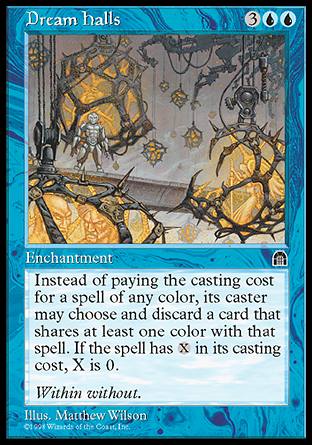 Dream Halls 3UU
Enchantment
Instead of paying the casting cost
for a spell of any color, its caster
may choose and discard a card that
shares at least one color with that
spell. If the spell has X in its casting
cost, X is 0.
Within without.
Illus. Matthew Wilson
©1998 Wizards of the Coast, Inc.